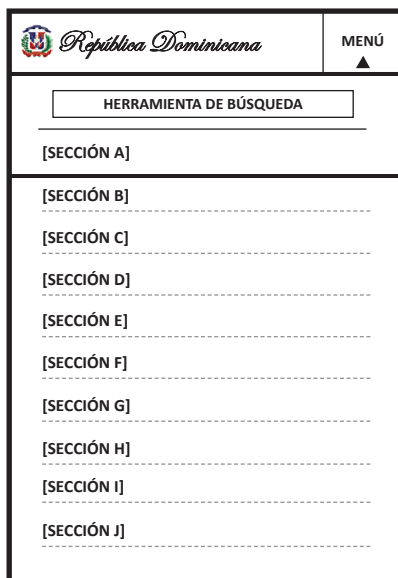 República Dominicana
MENÚ
HERRAMIENTA DE BÚSQUEDA
[SECCIÓN A]
[SECCIÓN B]
[SECCIÓN C]
[SECCIÓN D]
[SECCIÓN E]
[SECCIÓN F]
[SECCIÓN G]
[SECCIÓN H]
[SECCIÓN I]
[SECCIÓN J]